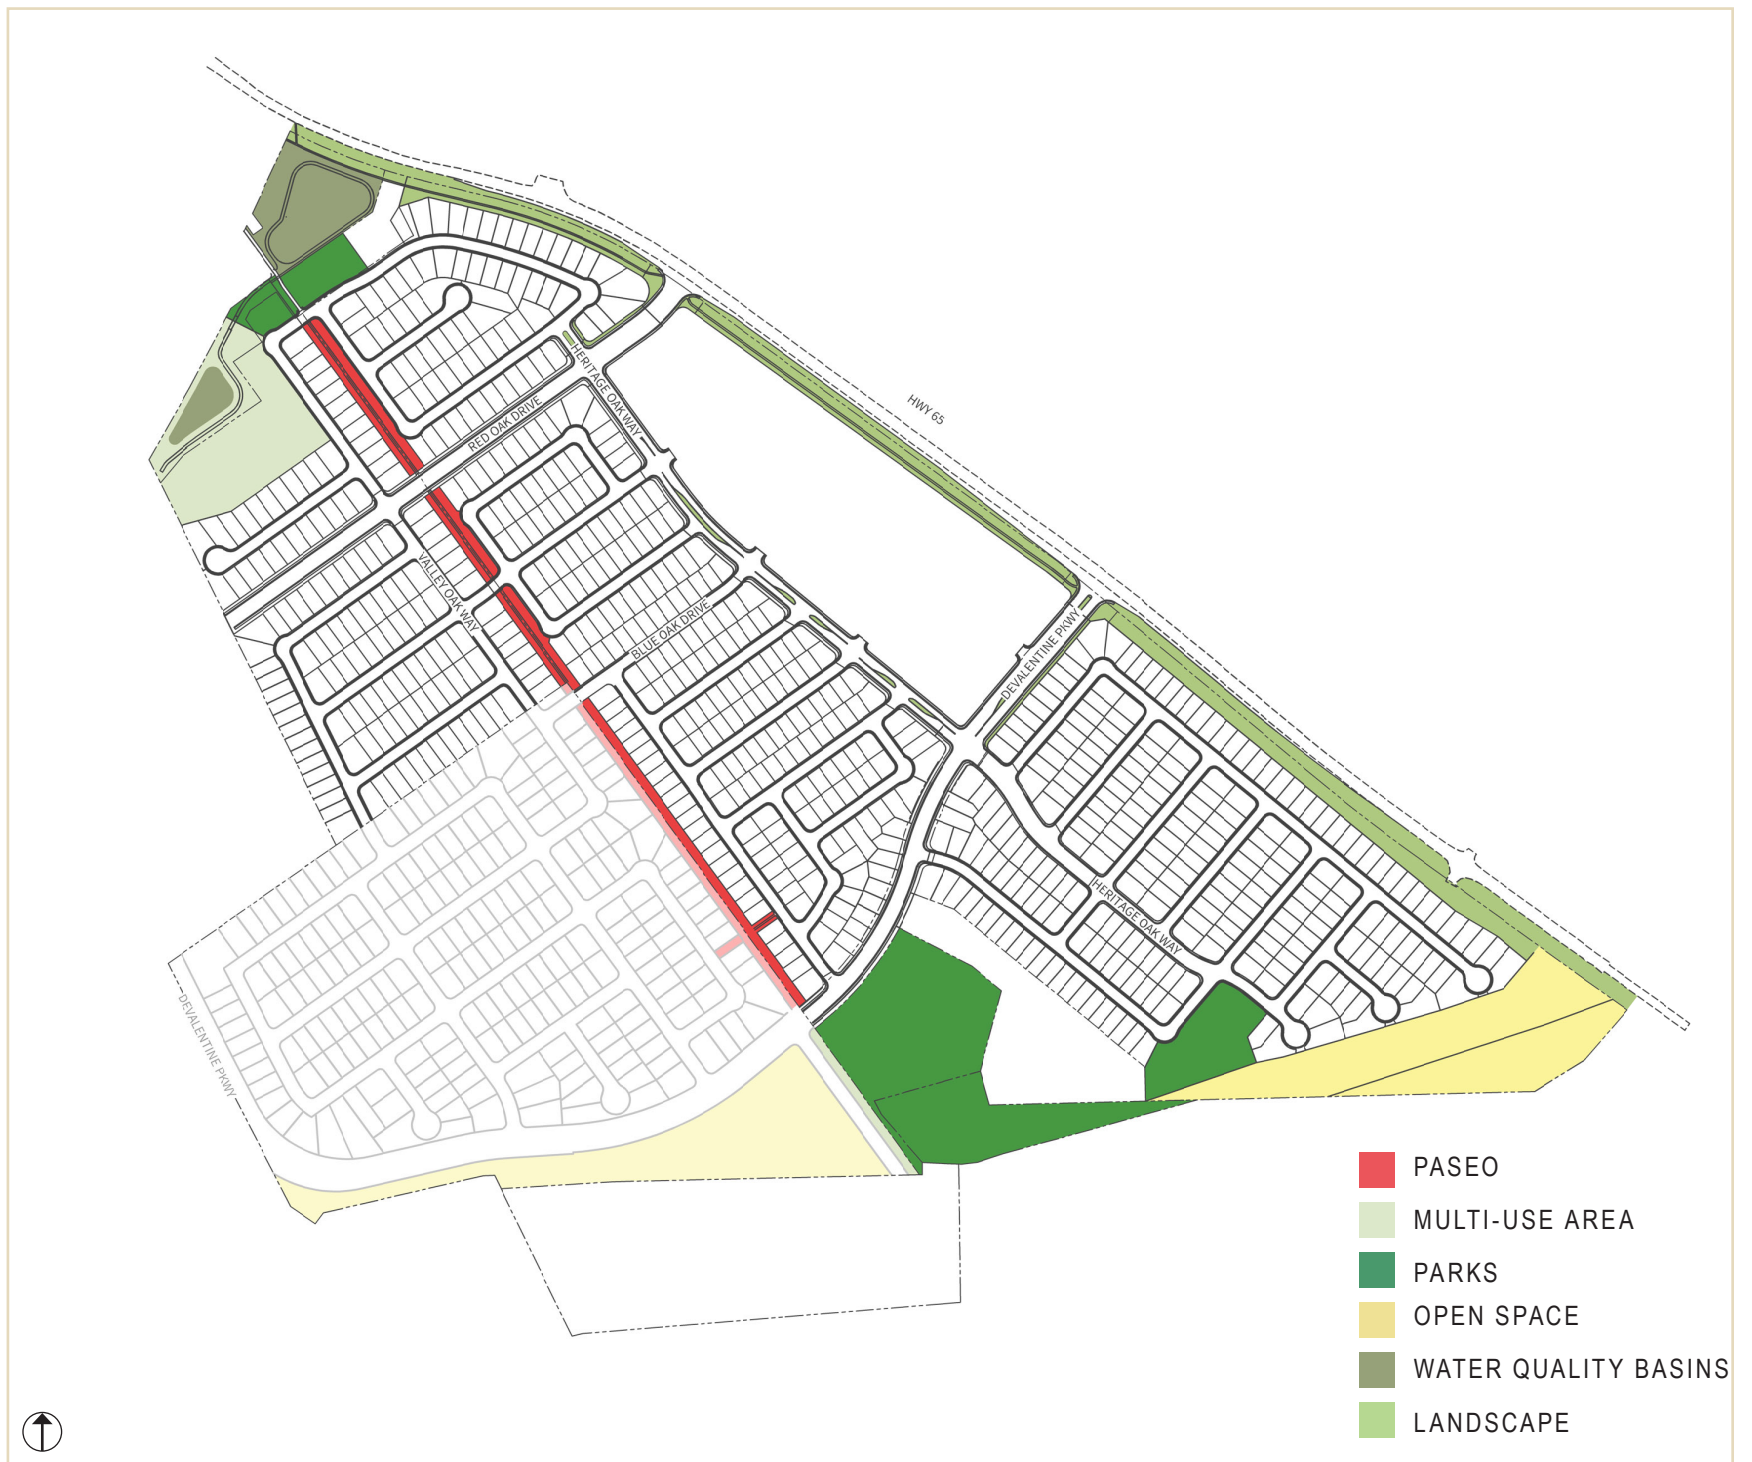 HWY 65
HERITAGE OAK WAY
RED OAK DRIVE
VALLEY OAK WAY
BLUE OAK DRIVE
DEVALENTINE PKWY
HERITAGE OAK WAY
DEVALENTINE PKWY
PASEO
MULTI-USE AREA
PARKS
OPEN SPACE
WATER QUALITY BASINS
LANDSCAPE